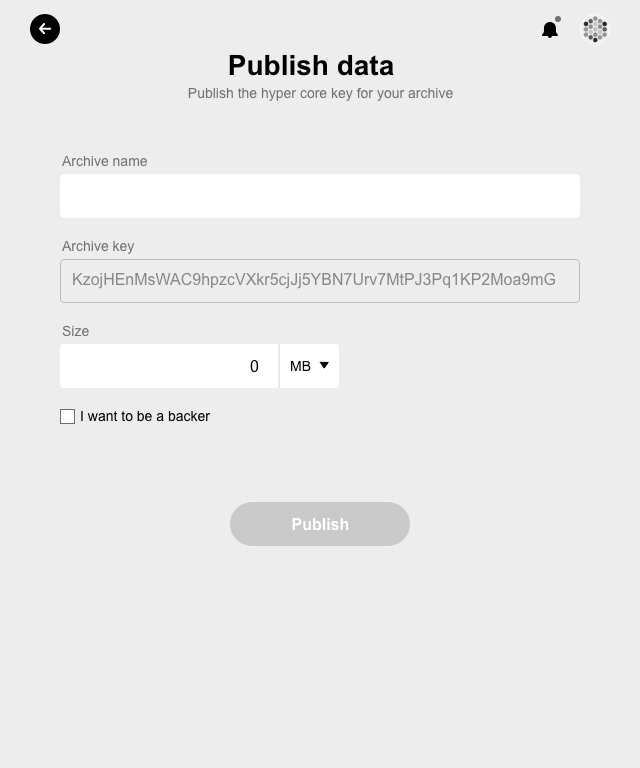 Publish data
Publish the hyper core key for your archive
Archive name
Archive key
KzojHEnMsWAC9hpzcVXkr5cjJj5YBN7Urv7MtPJ3Pq1KP2Moa9mG
Size
0 MB
I want to be a backer
Publish